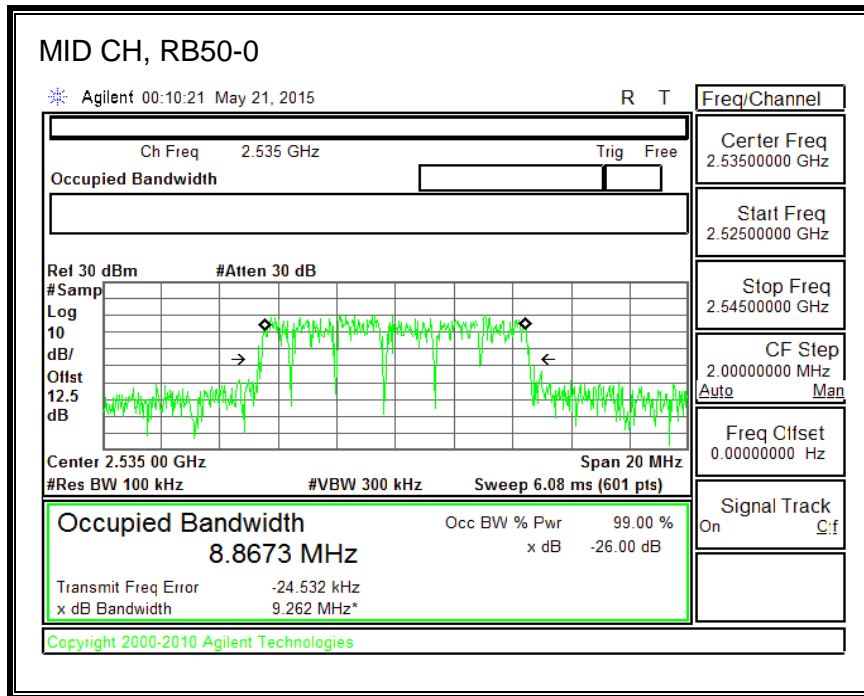 MID CH, RB50-0
Agilent 00:10:21 May 21, 2015 R T
Ch Freq 2.535 GHz Trig Free
Occupied Bandwidth
Ref 30 dBm #Atten 30 dB
#Samp
Log
10
dB/
Offst
12.5
dB
Center 2.535 00 GHz Span 20 MHz
#Res BW 100 kHz #VBW 300 kHz Sweep 6.08 ms (601 pts)
Occupied Bandwidth
8.8673 MHz
Occ BW % Pwr 99.00 %
x dB -26.00 dB
Transmit Freq Error -24.532 kHz
x dB Bandwidth 9.262 MHz*
Copyright 2000-2010 Agilent Technologies
Freq/Channel
Center Freq
2.53500000 GHz
Start Freq
2.52500000 GHz
Stop Freq
2.54500000 GHz
CF Step
2.00000000 MHz
Auto Man
Freq Offset
0.00000000 Hz
Signal Track
On Off